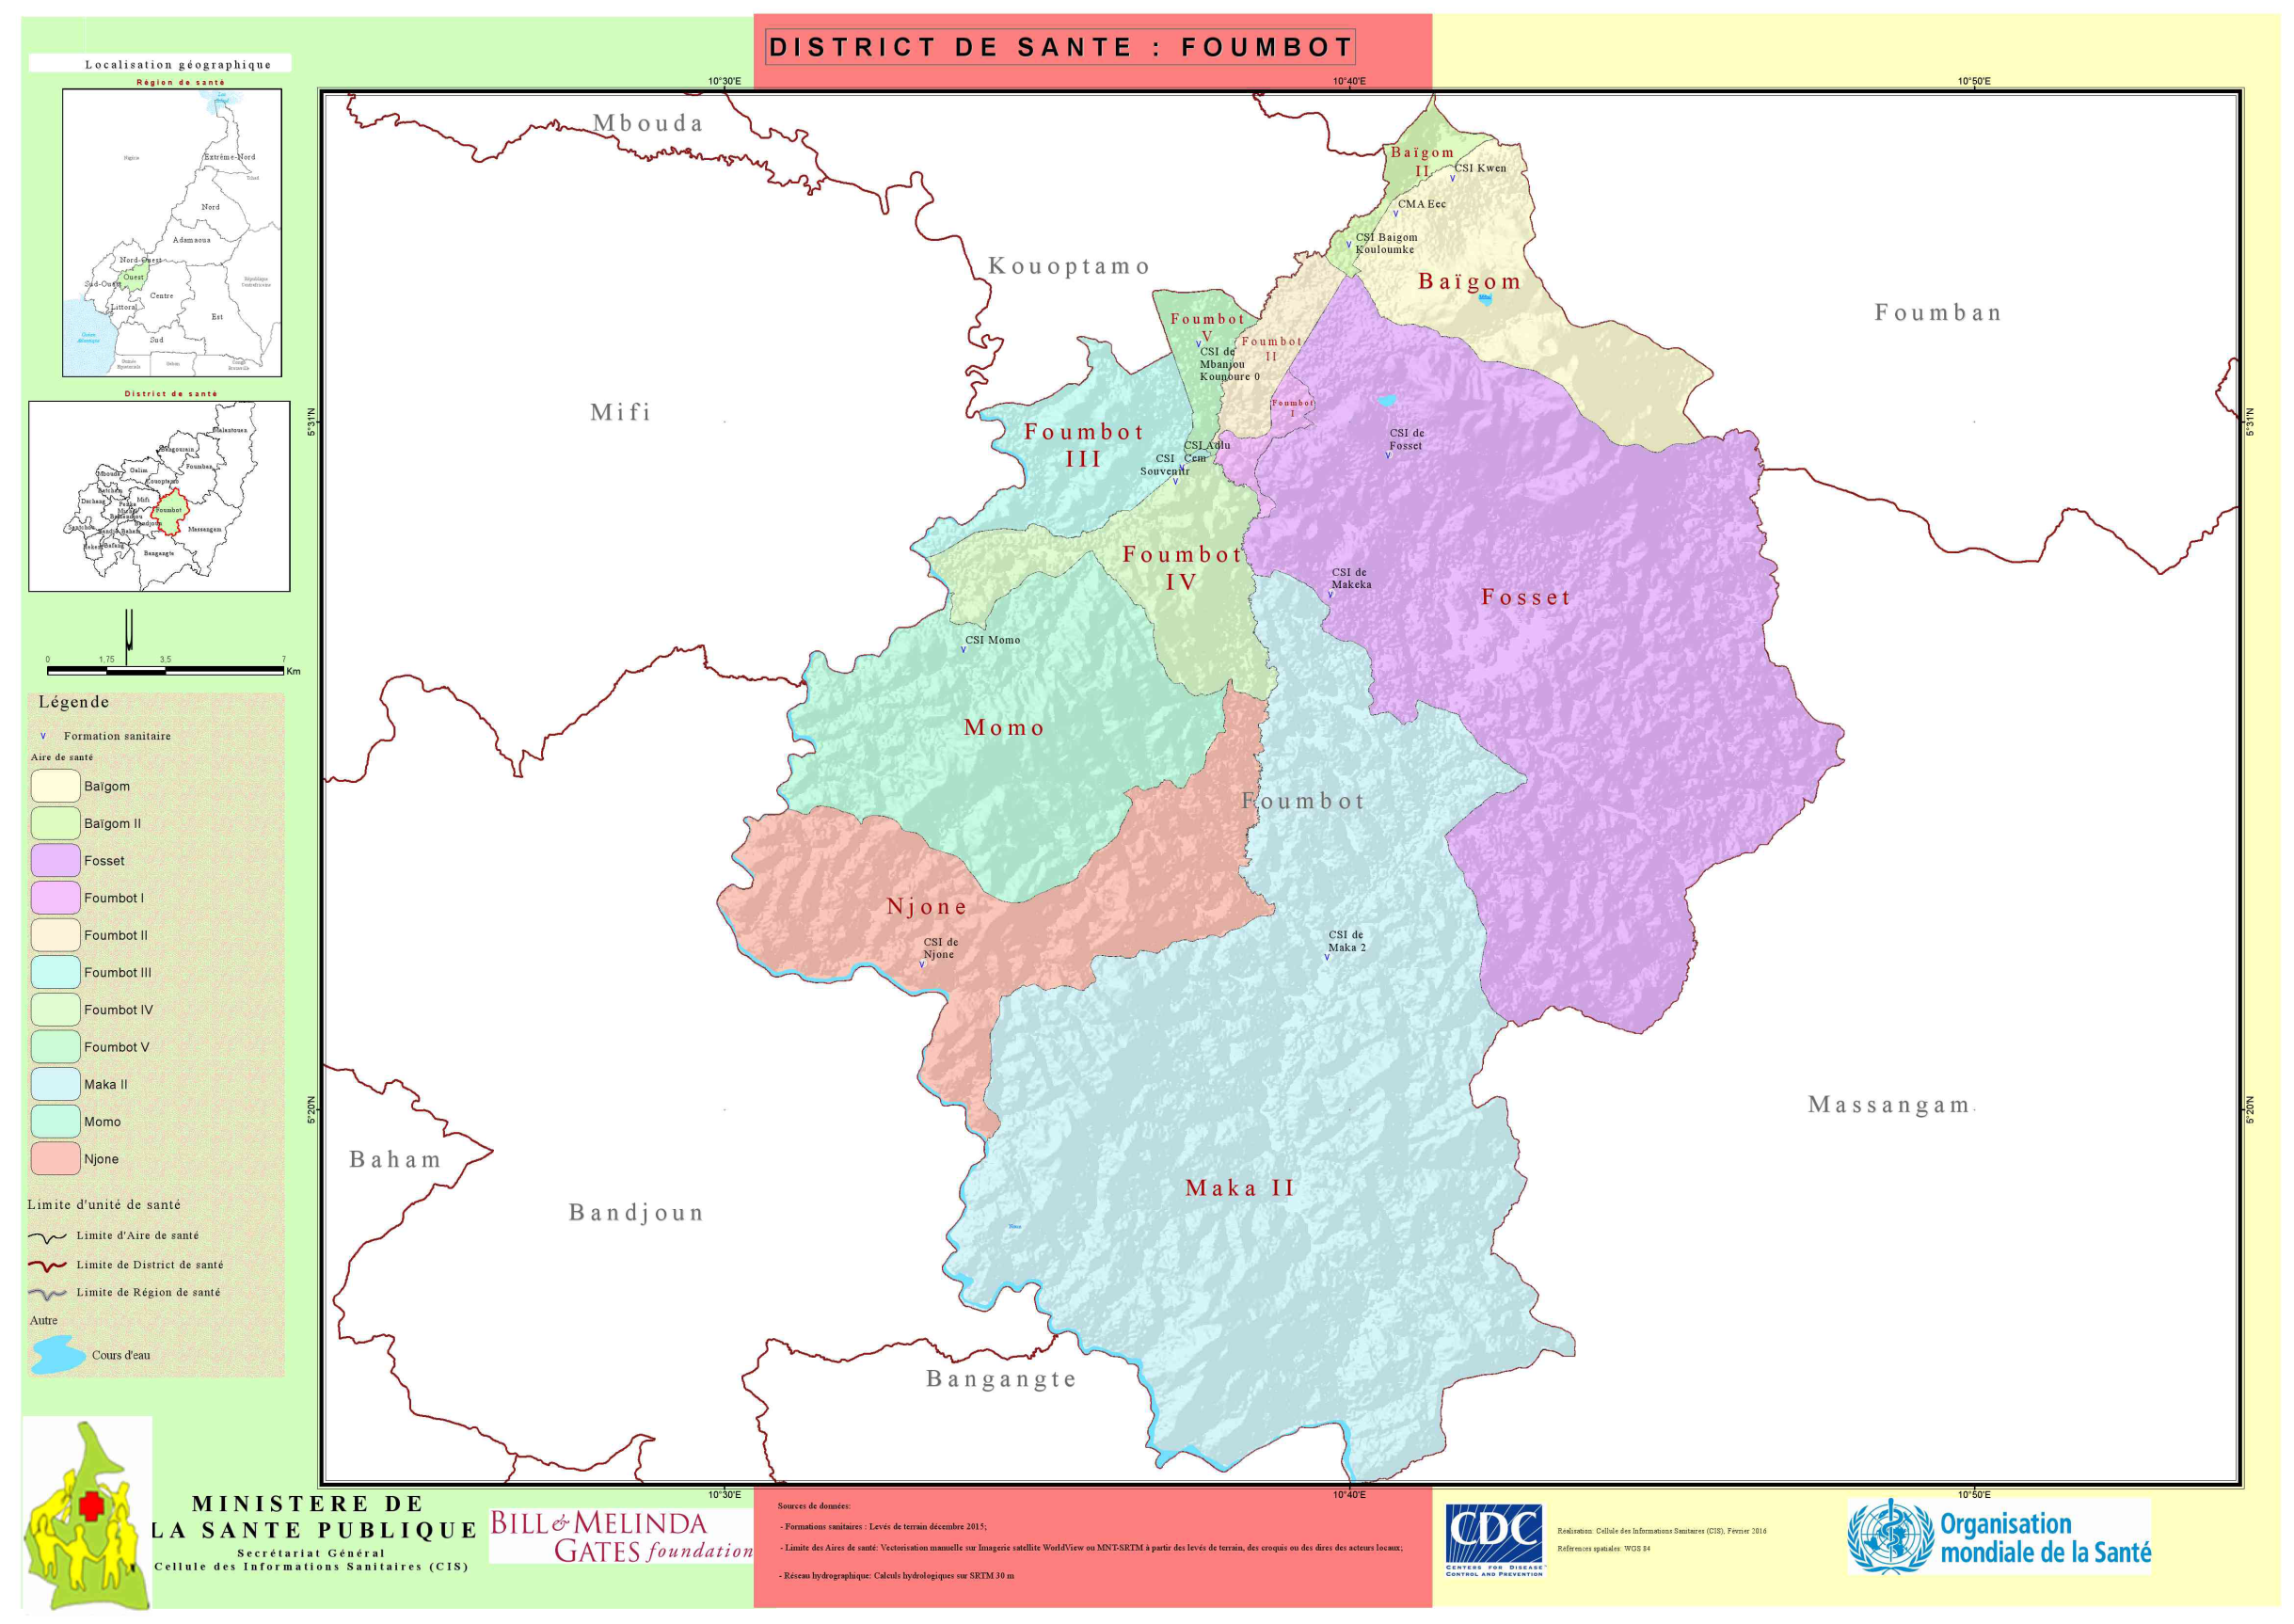 DISTRICT DE SANTE : FOUMBOT
Localisation géographique
Région de santé
Extrême-Nord
Nord
Adamaoua
Nord-Ouest
Ouest
Sud-Ouest
Centre
Littoral
Est
Sud
District de santé
Foumban
Galim
Kouoptamo
Mbouda
Mifi
Dschang
Foumbot
Massangam
Bangangte
0
1,75
3,5
7
Km
Légende
v Formation sanitaire
Aire de santé
Baïgom
Baïgom II
Fosset
Foumbot I
Foumbot II
Foumbot III
Foumbot IV
Foumbot V
Maka II
Momo
Njone
Limite d'unité de santé
Limite d'Aire de santé
Limite de District de santé
Limite de Région de santé
Autre
Cours d'eau
10°30'E
10°40'E
10°50'E
5°31'N
5°31'N
5°20'N
5°20'N
10°30'E
10°40'E
10°50'E
Mbouda
Kouoptamo
Foumban
Mifi
Baïgom
II
CSI Kwen
CMA Eec
CSI Baigom
Kouloumke
Baïgom
Foumbot
V
CSI de
Mbanjou
Kounoure 0
Foumbot
II
Foumbot
I
Foumbot
III
CSI Adlu
Cem
CSI
Souvenir
CSI de
Fosset
Foumbot
IV
CSI de
Makeka
Fosset
CSI Momo
Momo
Foumbot
Njone
CSI de
Njone
CSI de
Maka 2
Massangam
Baham
Bandjoun
Maka II
Bangangte
MINISTERE DE
LA SANTE PUBLIQUE
Secrétariat Général
Cellule des Informations Sanitaires (CIS)
BILL & MELINDA
GATES foundation
Sources de données:
- Formations sanitaires : Levés de terrain décembre 2015;
- Limite des Aires de santé: Vectorisation manuelle sur Imagerie satellite WorldView ou MNT-SRTM à partir des levés de terrain, des croquis ou des dires des acteurs locaux;
- Réseau hydrographique: Calculs hydrologiques sur SRTM 30 m
CDC
CENTERS FOR DISEASE
CONTROL AND PREVENTION
Réalisation: Cellule des Informations Sanitaires (CIS), Février 2016
Références spatiales: WGS 84
Organisation
mondiale de la Santé